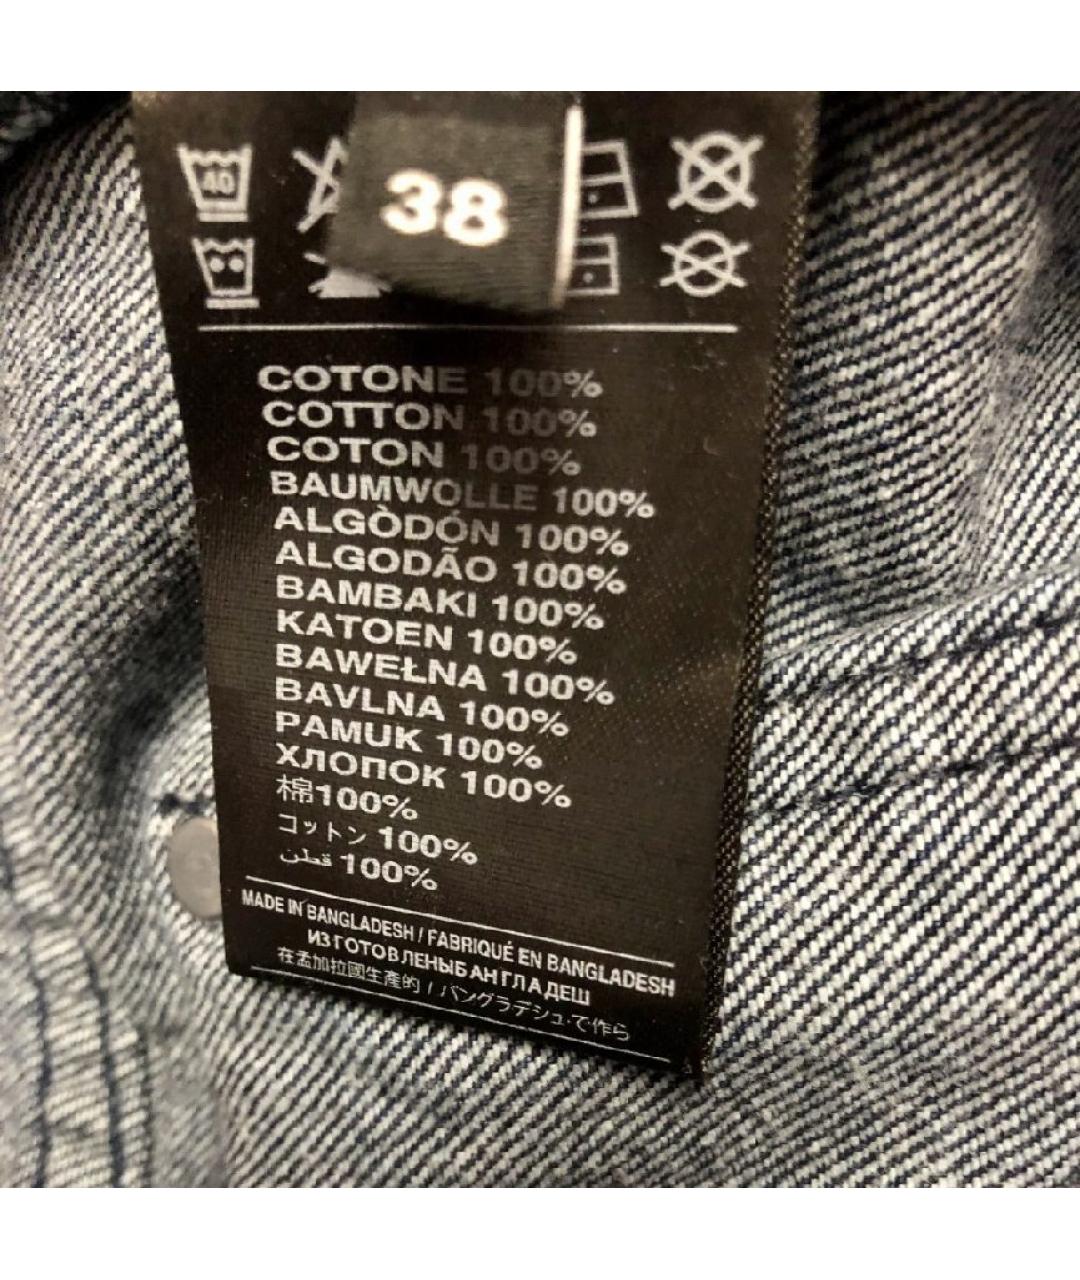 38
40
COTONE 100%
COTTON 100%
COTON 100%
BAUMWOLLE 100%
ALGÒDÓN 100%
ALGODÃO 100%
BAMBAKI 100%
KATOEN 100%
BAWEŁNA 100%
BAVLNA 100%
PAMUK 100%
ХЛОПОК 100%
棉100%
コットン 100%
قطن 100%
MADE IN BANGLADESH / FABRIQUÉ EN BANGLADESH
ИЗГОТОВЛЕНЫБАНГЛАДЕШ
在孟加拉國生產的 / バングラデシュ·で作ら